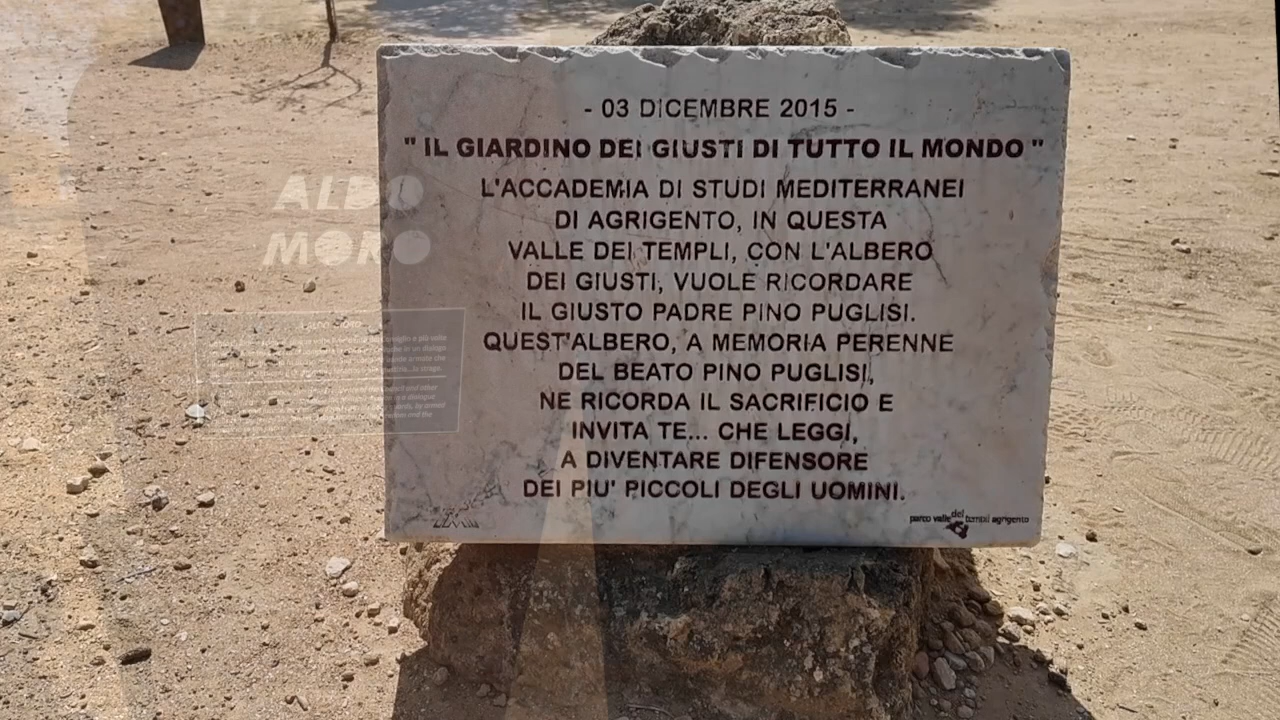 - 03 DICEMBRE 2015 -
" IL GIARDINO DEI GIUSTI DI TUTTO IL MONDO "
L'ACCADEMIA DI STUDI MEDITERRANEI
DI AGRIGENTO, IN QUESTA
VALLE DEI TEMPLI, CON L'ALBERO
DEI GIUSTI, VUOLE RICORDARE
IL GIUSTO PADRE PINO PUGLISI.
QUEST'ALBERO, A MEMORIA PERENNE
DEL BEATO PINO PUGLISI,
NE RICORDA IL SACRIFICIO E
INVITA TE... CHE LEGGI,
A DIVENTARE DIFENSORE
DEI PIU' PICCOLI DEGLI UOMINI.
parco valle dei templi agrigento
ALDO
MORO